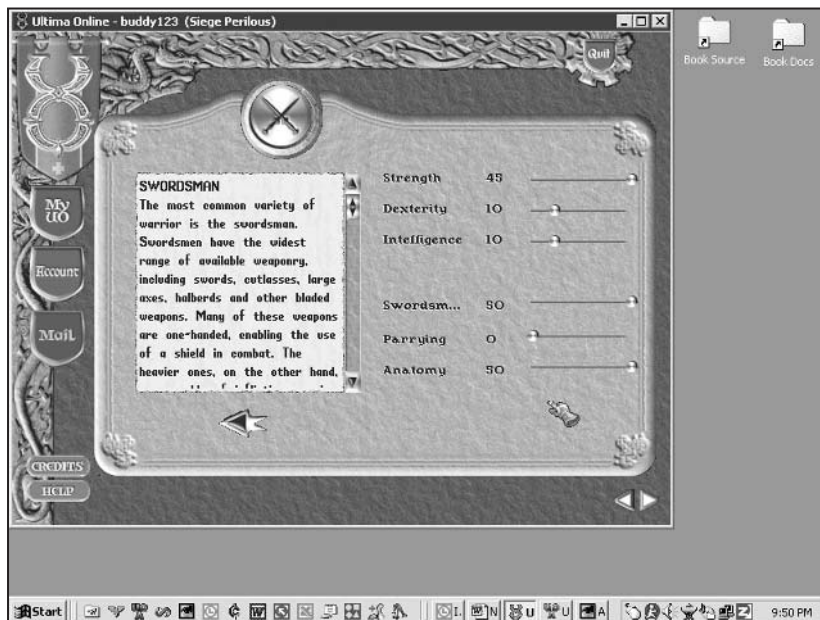 Ultima Online - buddy123 (Siege Perilous)
Quit
Book Source
Book Docs
My
UO
Account
Mail
CREDITS
HELP
SWORDSMAN
The most common variety of
warrior is the swordsman.
Swordsmen have the widest
range of available weaponry,
including swords, cutlasses, large
axes, halberds and other bladed
weapons. Many of these weapons
are one-handed, enabling the use
of a shield in combat. The
heavier ones, on the other hand,
Strength 45
Dexterity 10
Intelligence 10
Swordsm... 50
Parrying 0
Anatomy 50
Start
I.
N
U
U
A
9:50 PM